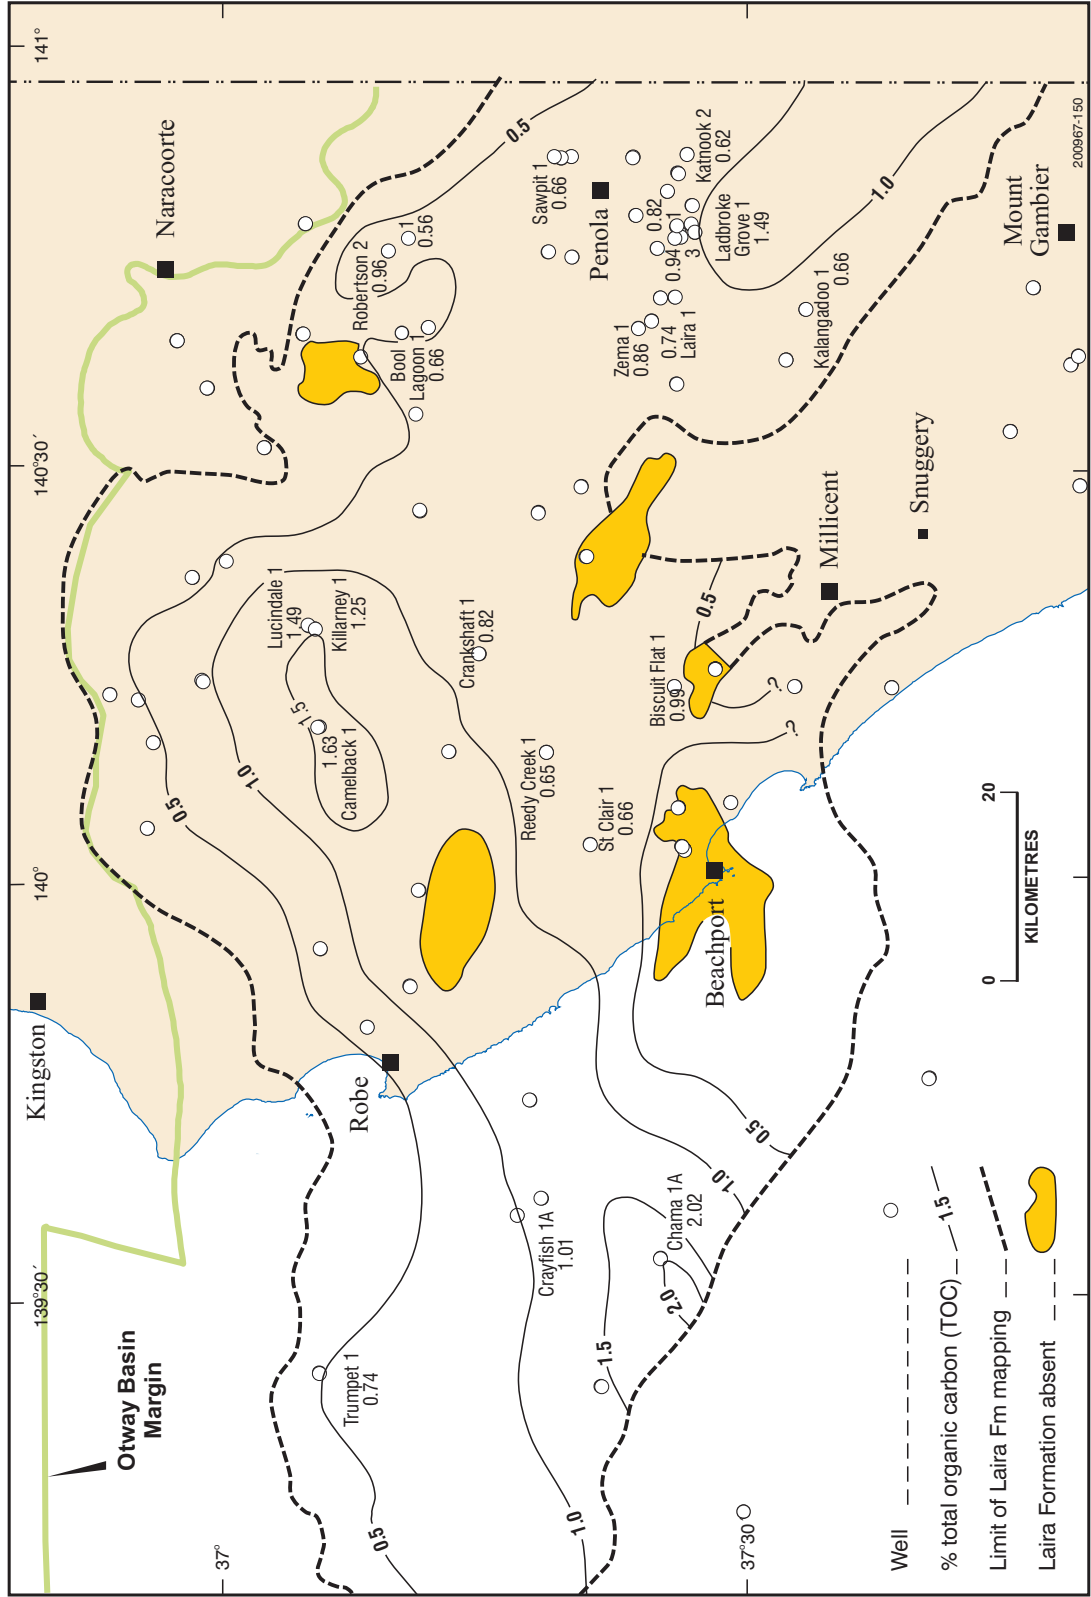 Kingston
Naracoorte
Robe
Penola
Beachport
Millicent
Snuggery
Mount
Gambier
Otway Basin
Margin
139°30´
140°
140°30´
141°
37°
37°30´
Trumpet 1
0.74
Crayfish 1A
1.01
Chama 1A
2.02
Camelback 1
1.63
Lucindale 1
1.49
Killarney 1
1.25
Crankshaft 1
0.82
Reedy Creek 1
0.65
St Clair 1
0.66
Biscuit Flat 1
0.99
Robertson 2
0.96
1
0.56
Bool
Lagoon 1
0.66
Sawpit 1
0.66
Zema 1
0.86
0.74
Laira 1
0.82
1
0.94
3
Katnook 2
0.62
Ladbroke
Grove 1
1.49
Kalangadoo 1
0.66
0.5
1.0
1.5
0.5
1.0
1.5
2.0
1.0
0.5
0.5
?
?
0.5
1.0
Well
% total organic carbon (TOC)
1.5
Limit of Laira Fm mapping
Laira Formation absent
0
20
KILOMETRES
200967-150